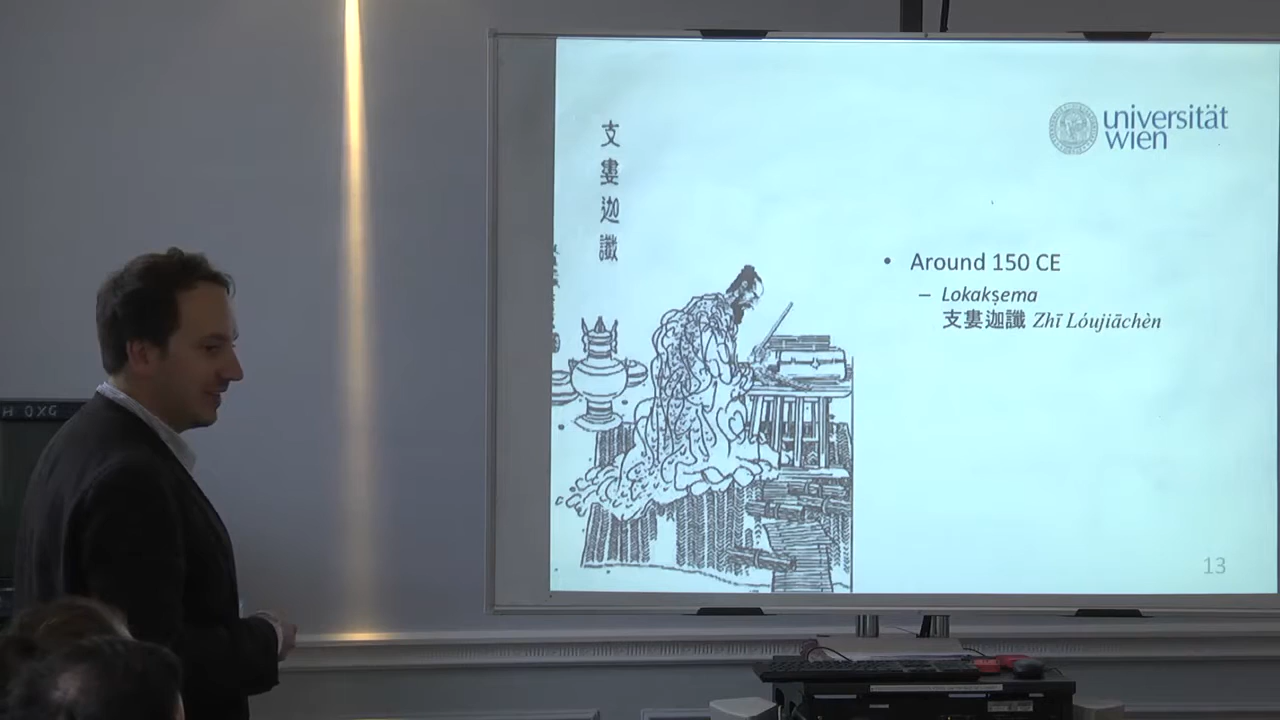 支
婁
迦
讖
universität
wien
• Around 150 CE
– Lokakṣema
支婁迦讖 Zhī Lóujiāchèn
13
H OXG